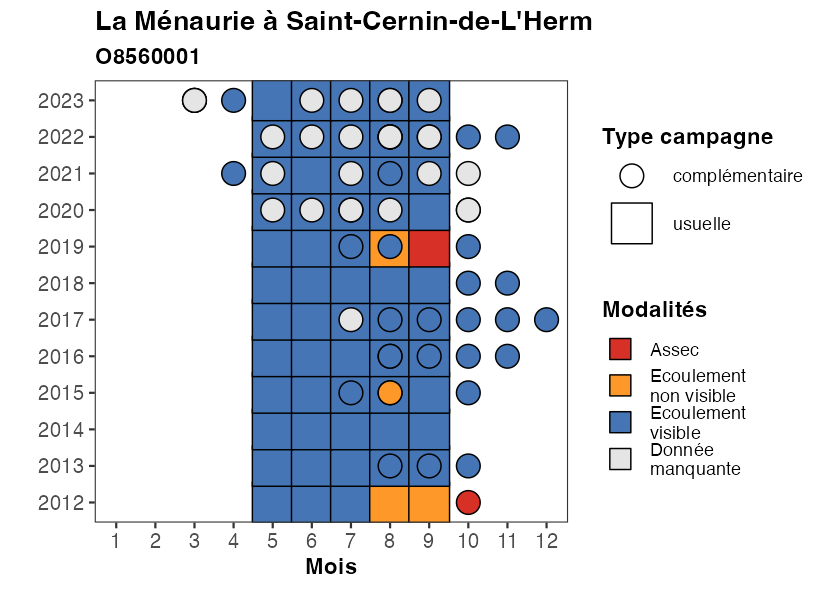 La Ménaurie à Saint-Cernin-de-L'Herm
O8560001
2023
2022
2021
2020
2019
2018
2017
2016
2015
2014
2013
2012
1 2 3 4 5 6 7 8 9 10 11 12
Mois
Type campagne
complémentaire
usuelle
Modalités
Assec
Ecoulement
non visible
Ecoulement
visible
Donnée
manquante